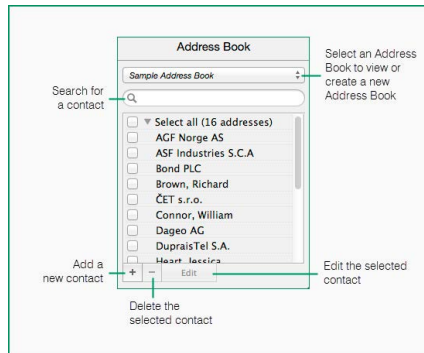 Address Book
Sample Address Book
Select an Address
Book to view or
create a new
Address Book
Search for
a contact
Select all (16 addresses)
AGF Norge AS
ASF Industries S.C.A
Bond PLC
Brown, Richard
ČET s.r.o.
Connor, William
Dageo AG
DupraisTel S.A.
Heart, Jessica
Add a
new contact
+ − Edit
Edit the selected
contact
Delete the
selected contact